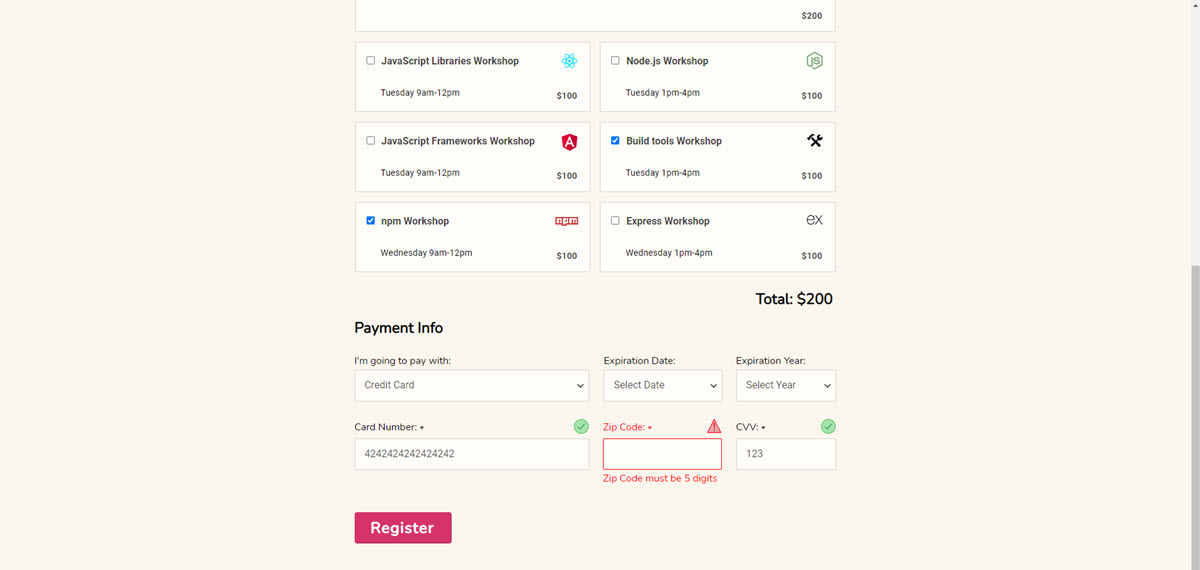 $200
JavaScript Libraries Workshop
Tuesday 9am-12pm
$100
Node.js Workshop
JS
Tuesday 1pm-4pm
$100
JavaScript Frameworks Workshop
A
Tuesday 9am-12pm
$100
Build tools Workshop
Tuesday 1pm-4pm
$100
npm Workshop
npm
Wednesday 9am-12pm
$100
Express Workshop
ex
Wednesday 1pm-4pm
$100
Total: $200
Payment Info
I'm going to pay with:
Credit Card
Expiration Date:
Select Date
Expiration Year:
Select Year
Card Number: *
4242424242424242
Zip Code: *
Zip Code must be 5 digits
CVV: *
123
Register